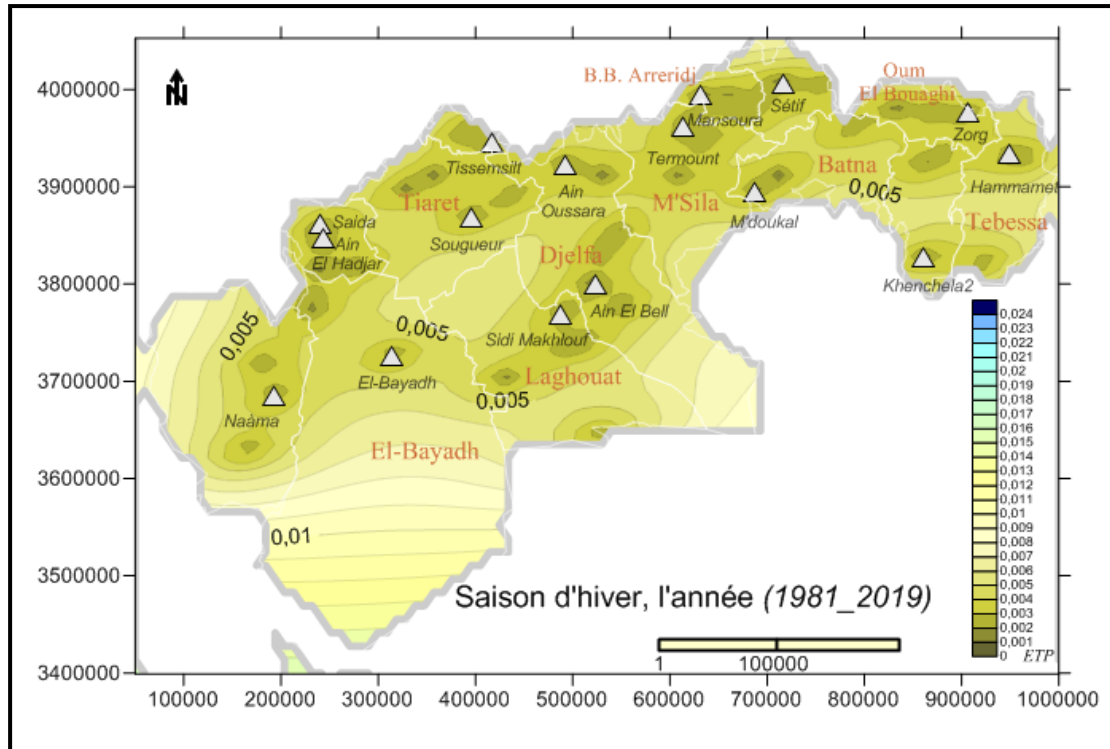 N
4000000
3900000
3800000
3700000
3600000
3500000
3400000
B.B. Arreridj
Oum
El Bouaghi
Sétif
Mansoura
Zorg
Tissemsilt
Termount
Batna
Hammamet
Ain
Oussara
0,005
Tiaret
M'Sila
M'doukal
Tebessa
Saida
Ain
El Hadjar
Sougueur
Djelfa
Khenchela2
Ain El Bell
0,005
0,005
Sidi Makhlouf
El-Bayadh
Laghouat
0,005
Naàma
El-Bayadh
0,01
0,024
0,023
0,022
0,021
0,02
0,019
0,018
0,017
0,016
0,015
0,014
0,013
0,012
0,011
0,01
0,009
0,008
0,007
0,006
0,005
0,004
0,003
0,002
0,001
0
ETP
Saison d'hiver, l'année (1981_2019)
1 100000
100000 200000 300000 400000 500000 600000 700000 800000 900000 1000000